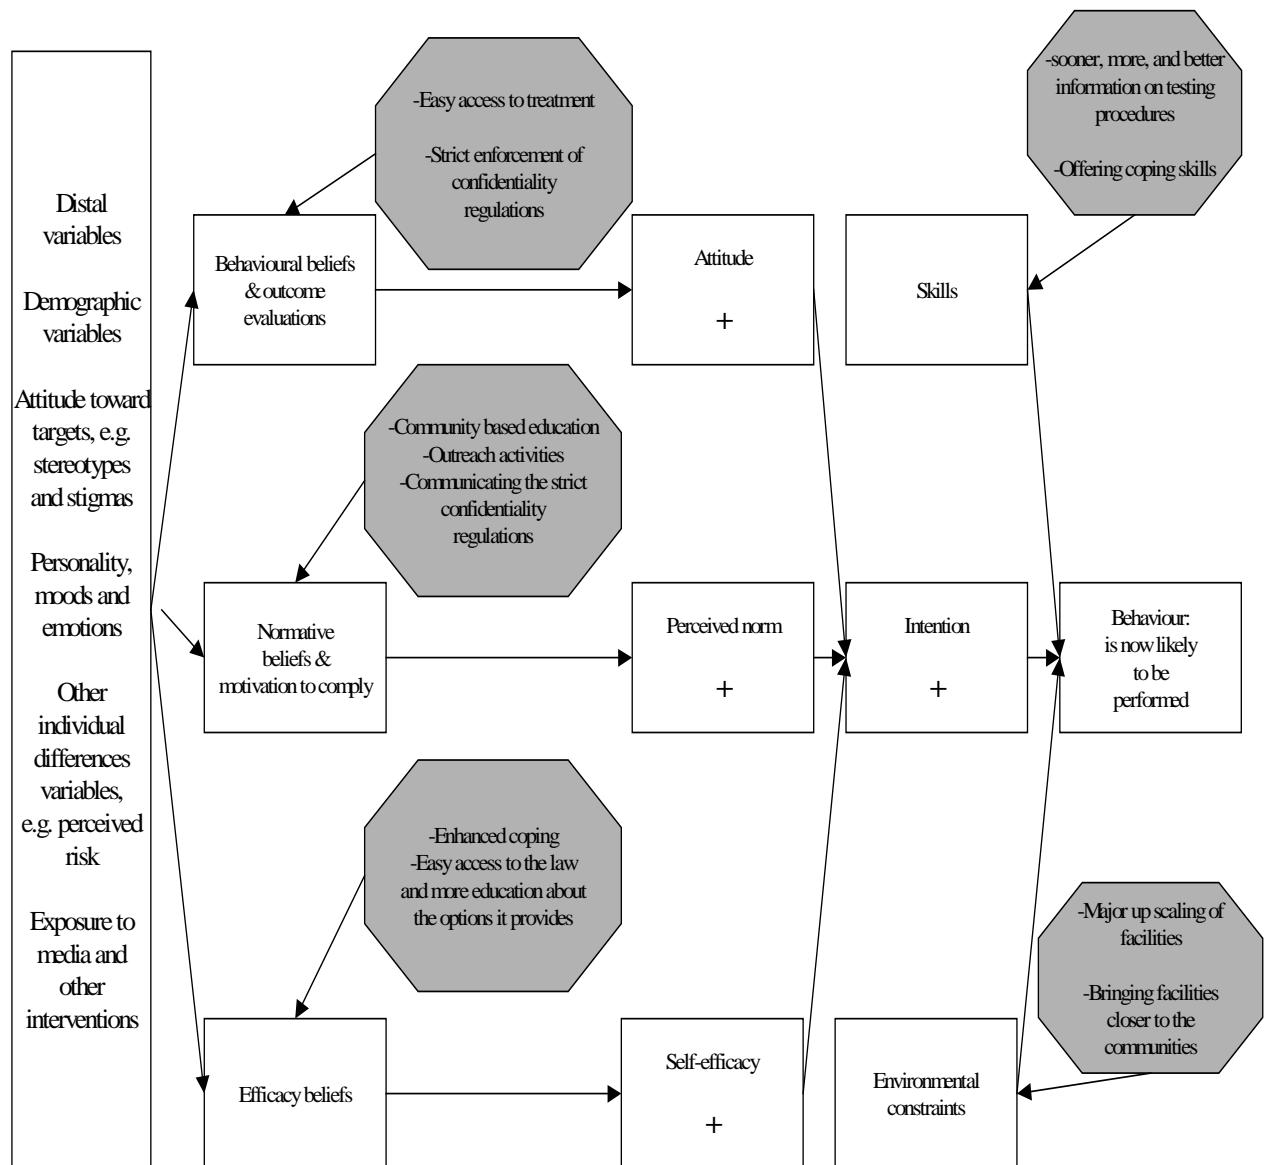 Distal
variables
Demographic
variables
Attitude toward
targets, e.g.
stereotypes
and stigmas
Personality,
moods and
emotions
Other
individual
differences
variables,
e.g. perceived
risk
Exposure to
media and
other
interventions
-Easy access to treatment
-Strict enforcement of
confidentiality
regulations
Behavioural beliefs
& outcome
evaluations
Attitude
+
Skills
-sooner, more, and better
information on testing
procedures
-Offering coping skills
-Community based education
-Outreach activities
-Communicating the strict
confidentiality
regulations
Normative
beliefs &
motivation to comply
Perceived norm
+
Intention
+
Behaviour:
is now likely
to be
performed
-Enhanced coping
-Easy access to the law
and more education about
the options it provides
Efficacy beliefs
Self-efficacy
+
Environmental
constraints
-Major up scaling of
facilities
-Bringing facilities
closer to the
communities